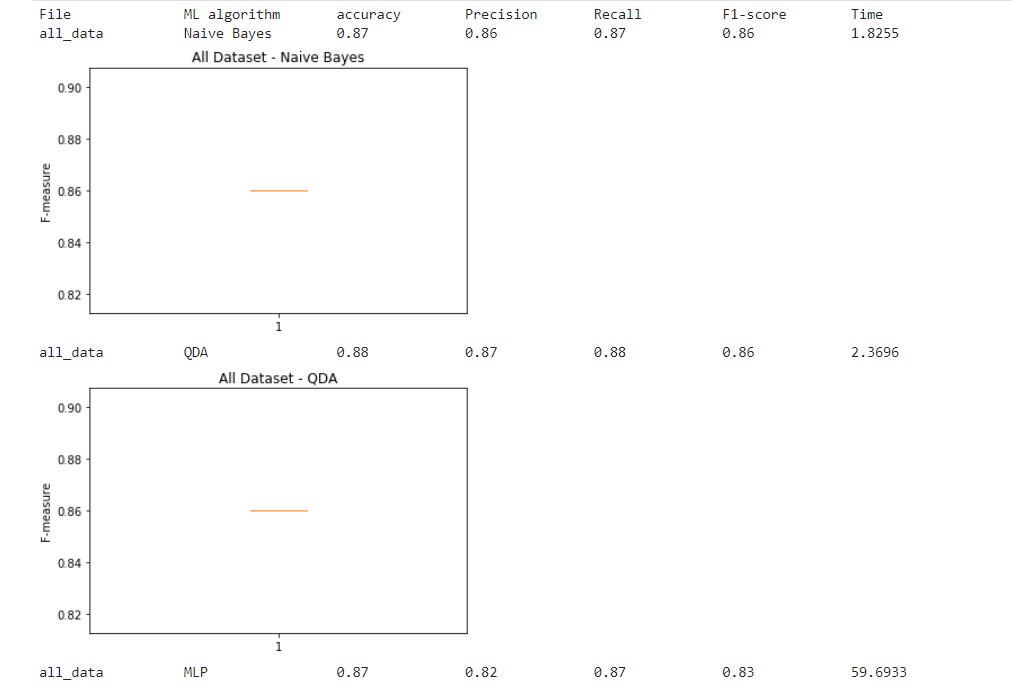 File ML algorithm accuracy Precision Recall F1-score Time
all_data Naive Bayes 0.87 0.86 0.87 0.86 1.8255
All Dataset - Naive Bayes
0.90
0.88
0.86
0.84
0.82
F-measure
1
all_data QDA 0.88 0.87 0.88 0.86 2.3696
All Dataset - QDA
0.90
0.88
0.86
0.84
0.82
F-measure
1
all_data MLP 0.87 0.82 0.87 0.83 59.6933